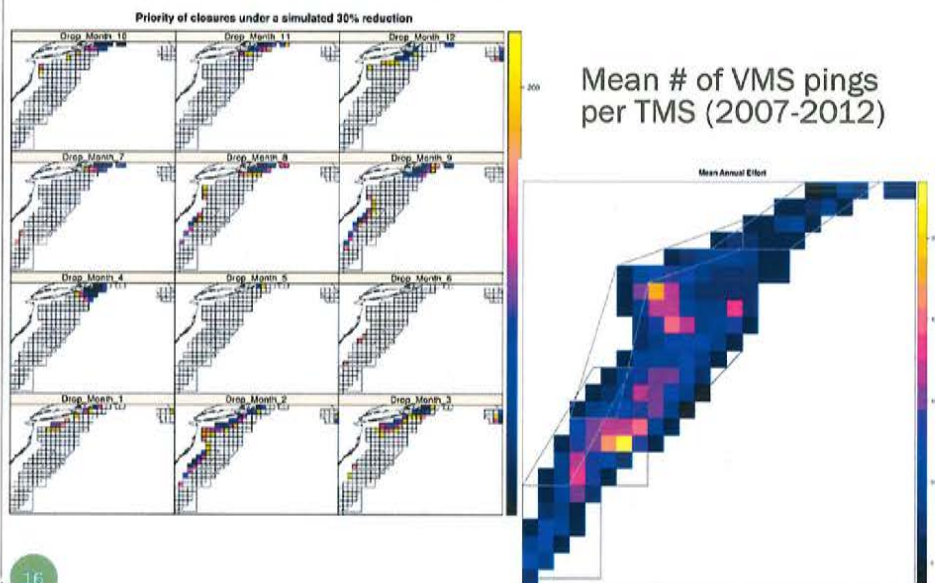 Priority of closures under a simulated 30% reduction
Drop_Month_10
Drop_Month_11
Drop_Month_12
Drop_Month_7
Drop_Month_8
Drop_Month_9
Drop_Month_4
Drop_Month_5
Drop_Month_6
Drop_Month_1
Drop_Month_2
Drop_Month_3
200
Mean # of VMS pings
per TMS (2007-2012)
Mean Annual Effort
16